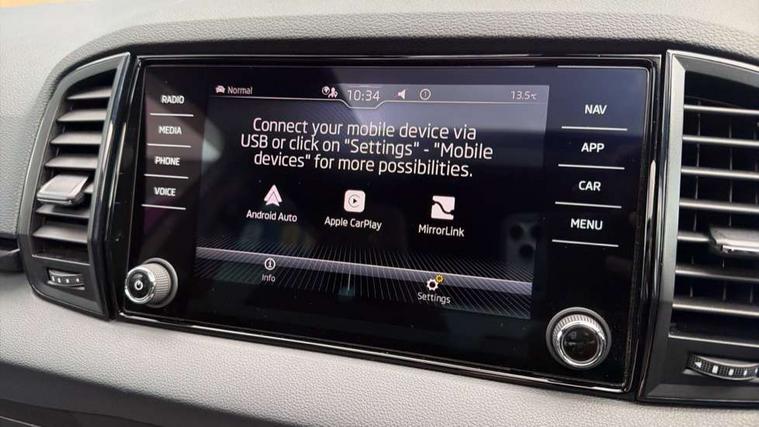 RADIO
MEDIA
PHONE
VOICE
Normal
10:34
13.5°C
Connect your mobile device via
USB or click on "Settings" - "Mobile
devices" for more possibilities.
Android Auto
Apple CarPlay
MirrorLink
Info
Settings
NAV
APP
CAR
MENU